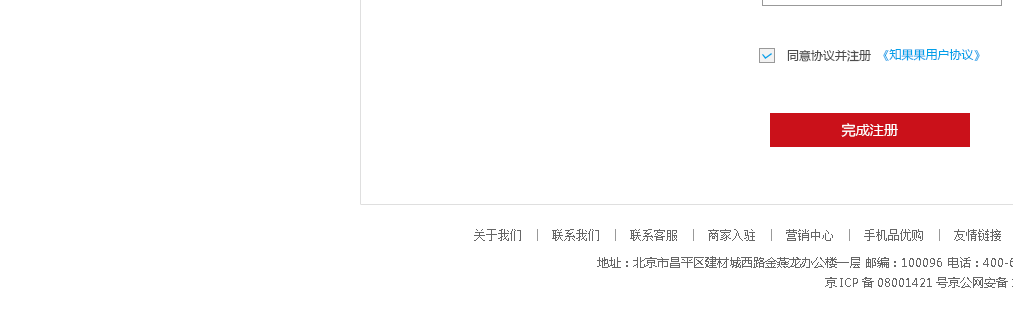 同意协议并注册 《知果果用户协议》
完成注册
关于我们 | 联系我们 | 联系客服 | 商家入驻 | 营销中心 | 手机品优购 | 友情链接
地址：北京市昌平区建材城西路金燕龙办公楼一层 邮编：100096 电话：400-6
京ICP备08001421号京公网安备